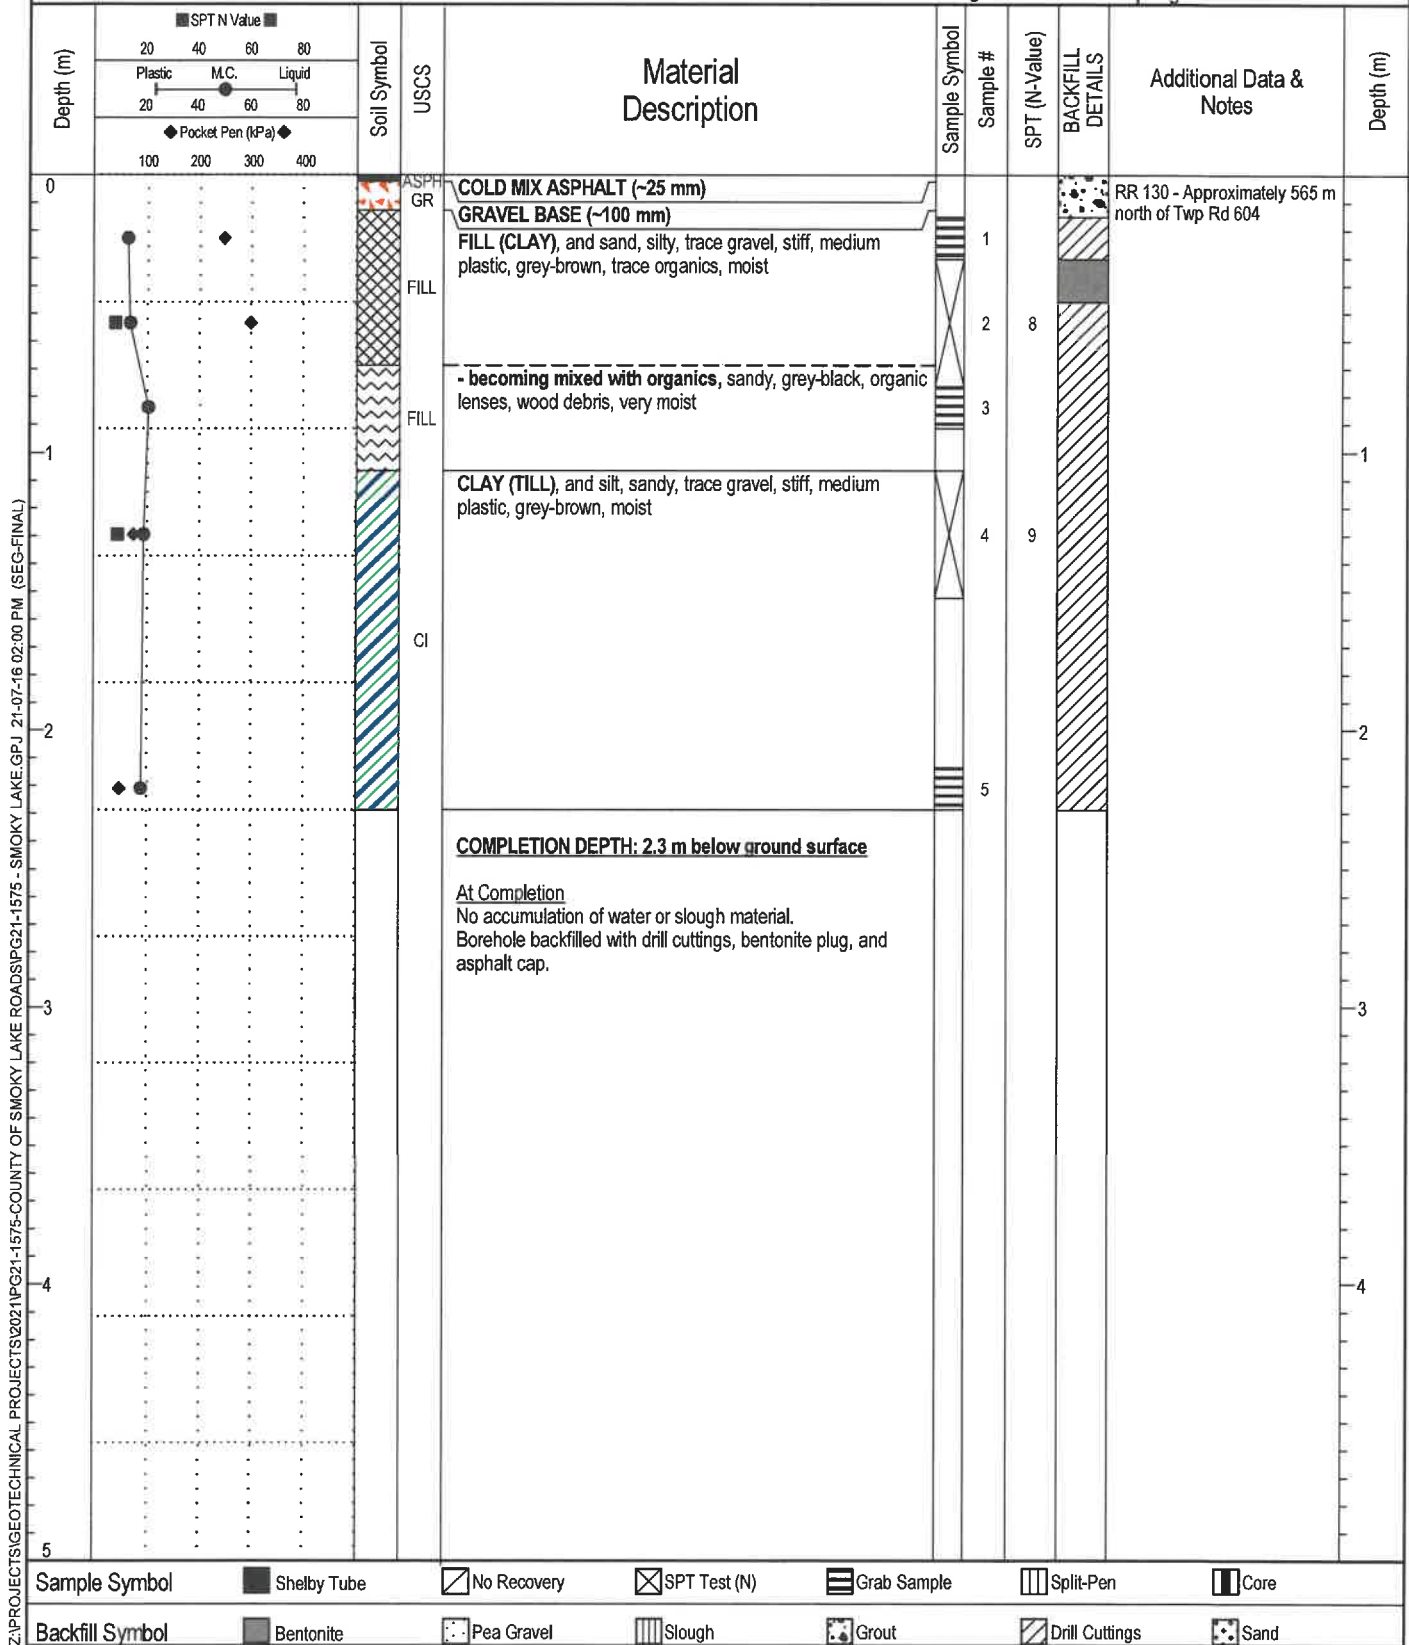 SPT N Value
20 40 60 80
Plastic M.C. Liquid
20 40 60 80
Pocket Pen (kPa)
100 200 300 400
Depth (m)
Soil Symbol
USCS
Material
Description
Sample Symbol
Sample #
SPT (N-Value)
BACKFILL
DETAILS
Additional Data &
Notes
Depth (m)
0
ASPH
GR
COLD MIX ASPHALT (~25 mm)
GRAVEL BASE (~100 mm)
RR 130 - Approximately 565 m
north of Twp Rd 604
FILL (CLAY), and sand, silty, trace gravel, stiff, medium
plastic, grey-brown, trace organics, moist
1
FILL
2 8
- becoming mixed with organics, sandy, grey-black, organic
lenses, wood debris, very moist
3
FILL
1 1
CLAY (TILL), and silt, sandy, trace gravel, stiff, medium
plastic, grey-brown, moist
4 9
CI
2 2
5
COMPLETION DEPTH: 2.3 m below ground surface
At Completion
No accumulation of water or slough material.
Borehole backfilled with drill cuttings, bentonite plug, and
asphalt cap.
3 3
4 4
5
Sample Symbol Shelby Tube No Recovery SPT Test (N) Grab Sample Split-Pen Core
Backfill Symbol Bentonite Pea Gravel Slough Grout Drill Cuttings Sand
Z:\PROJECTS\GEOTECHNICAL PROJECTS\2021\PG21-1575-COUNTY OF SMOKY LAKE ROADS\PG21-1575 - SMOKY LAKE.GPJ 21-07-16 02:00 PM (SEG-FINAL)